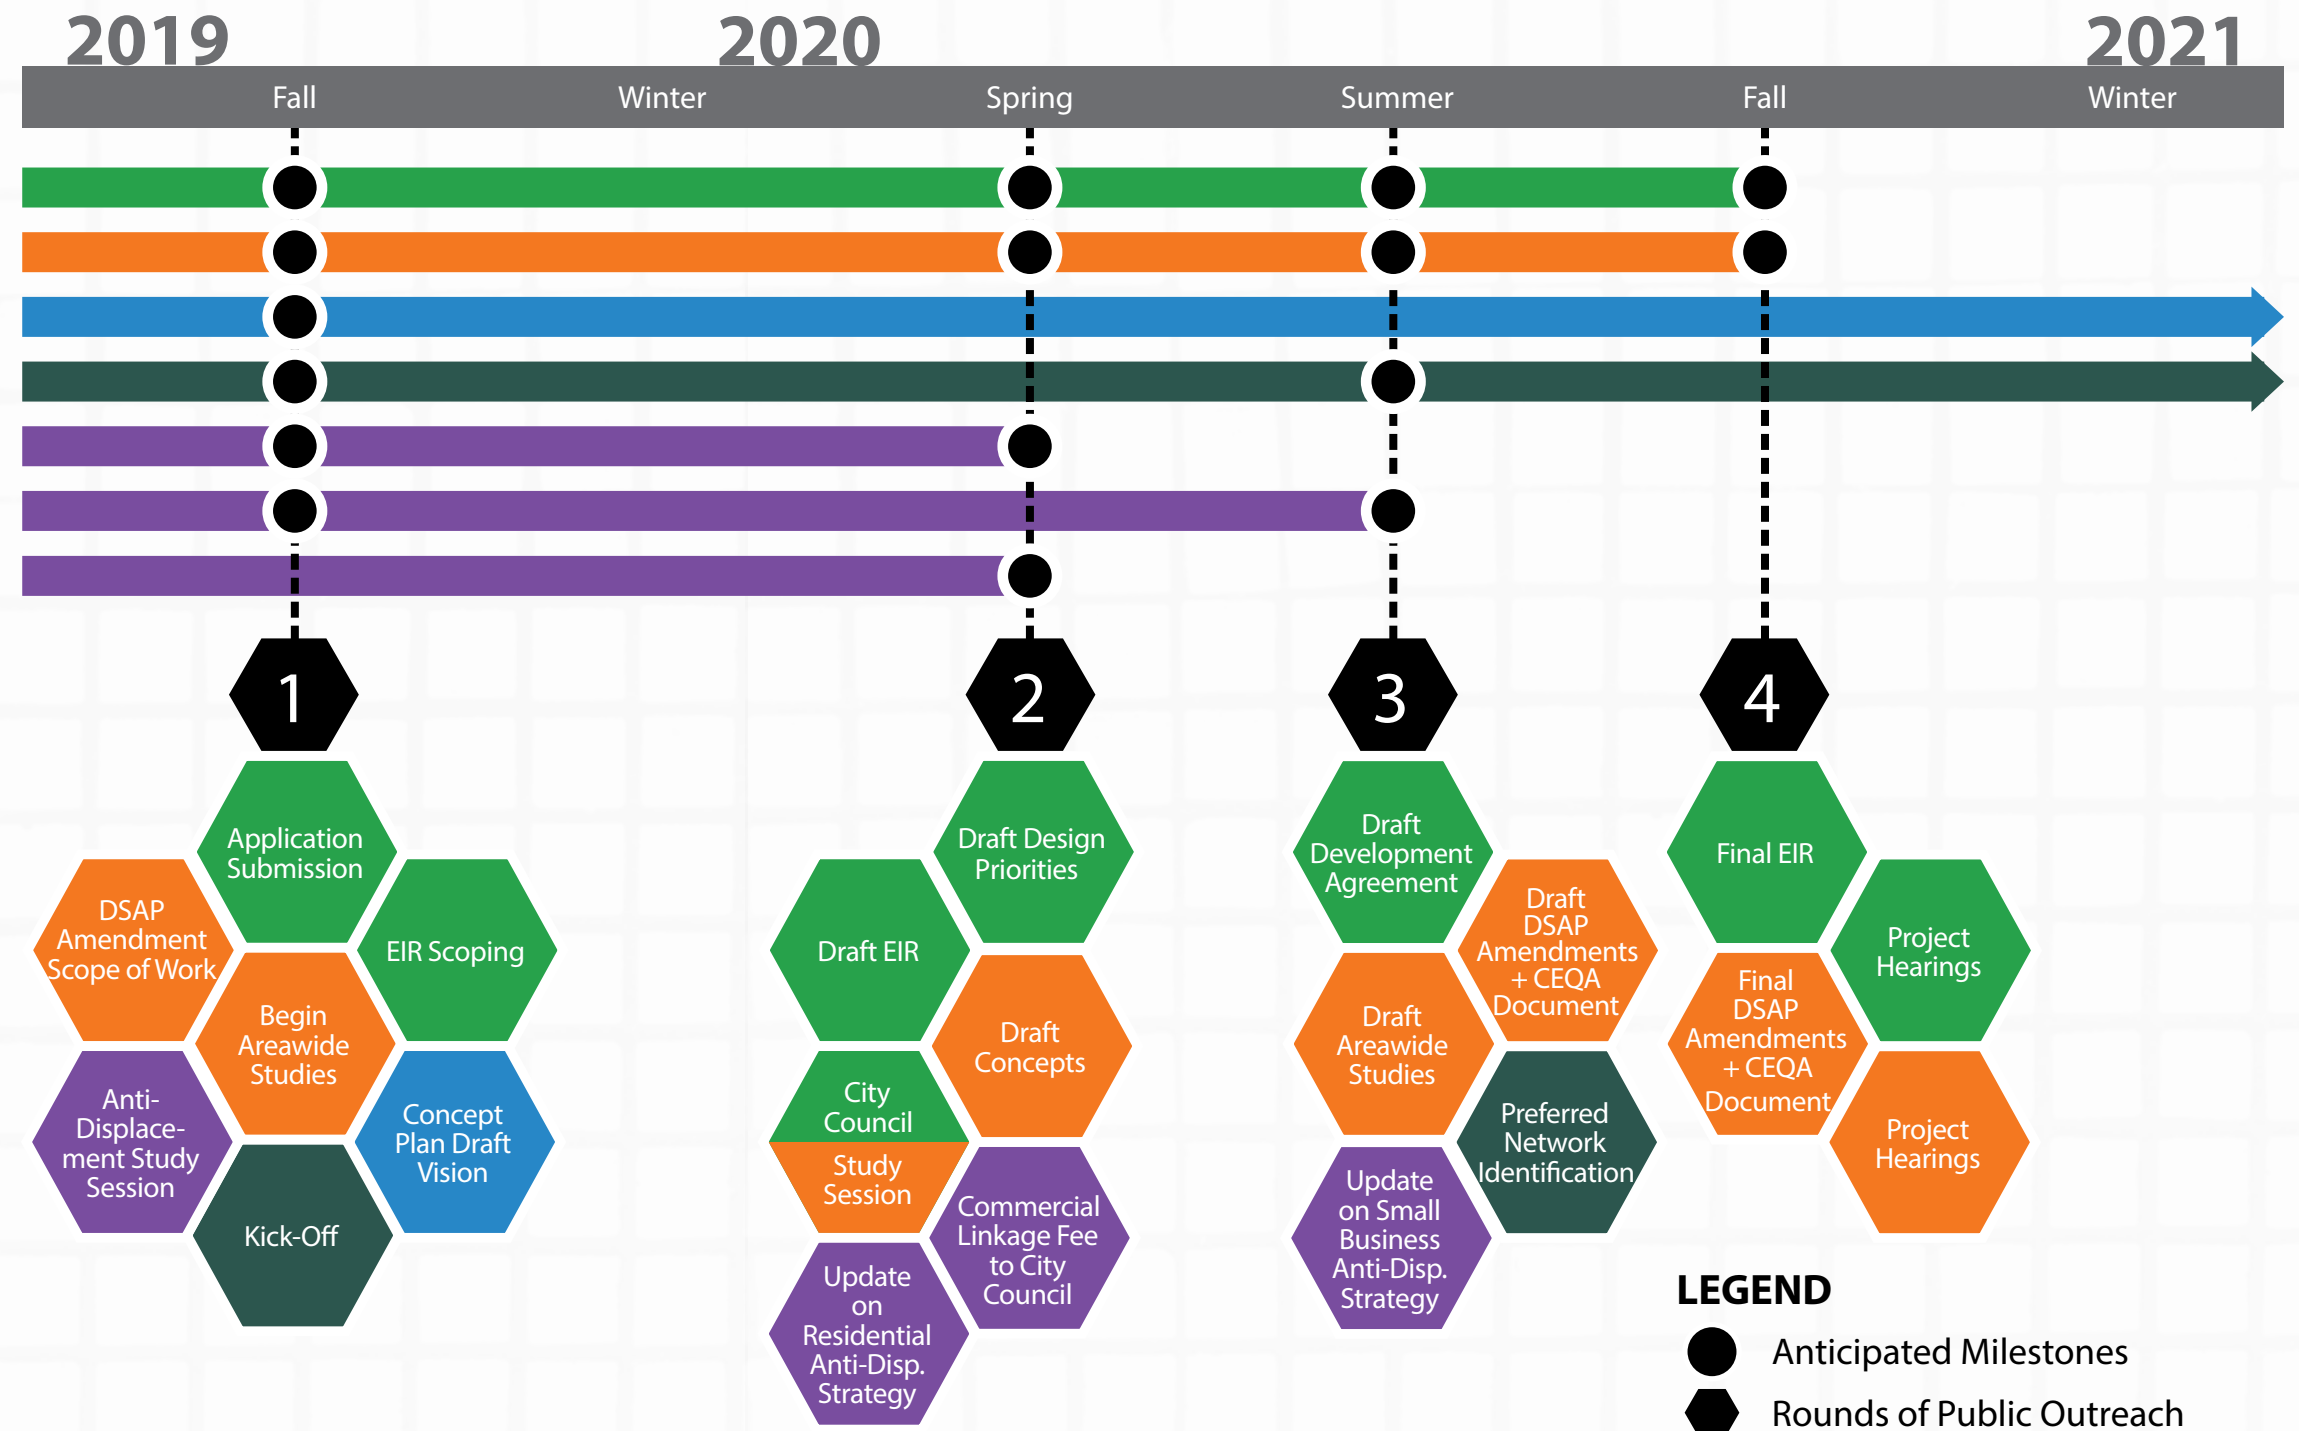 2019
2020
2021
Fall
Winter
Spring
Summer
Fall
Winter
1
2
3
4
Application
Submission
DSAP
Amendment
Scope of Work
EIR Scoping
Begin
Areawide
Studies
Anti-
Displace-
ment Study
Session
Concept
Plan Draft
Vision
Kick-Off
Draft Design
Priorities
Draft EIR
Draft
Concepts
City
Council
Study
Session
Commercial
Linkage Fee
to City
Council
Update
on
Residential
Anti-Disp.
Strategy
Draft
Development
Agreement
Draft
DSAP
Amendments
+ CEQA
Document
Draft
Areawide
Studies
Preferred
Network
Identification
Update
on Small
Business
Anti-Disp.
Strategy
Final EIR
Project
Hearings
Final
DSAP
Amendments
+ CEQA
Document
Project
Hearings
LEGEND
Anticipated Milestones
Rounds of Public Outreach